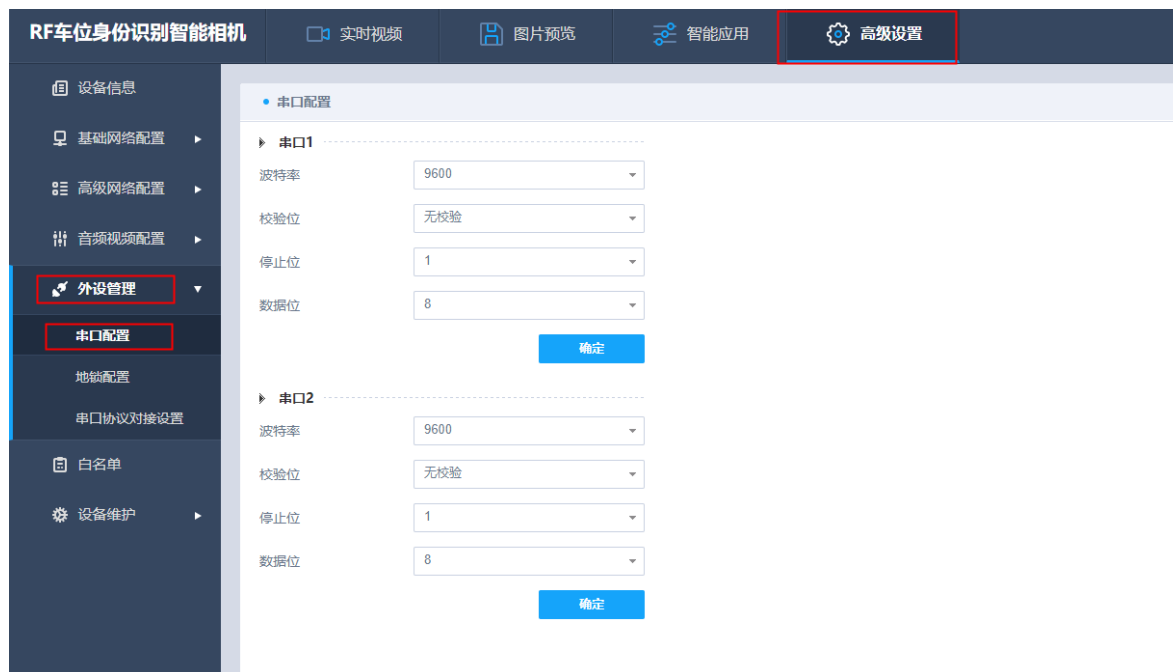 RF车位身份识别智能相机 实时视频 图片预览 智能应用 高级设置
设备信息
基础网络配置
高级网络配置
音频视频配置
外设管理
串口配置
地锁配置
串口协议对接设置
白名单
设备维护
串口配置
串口1
波特率 9600
校验位 无校验
停止位 1
数据位 8
确定
串口2
波特率 9600
校验位 无校验
停止位 1
数据位 8
确定